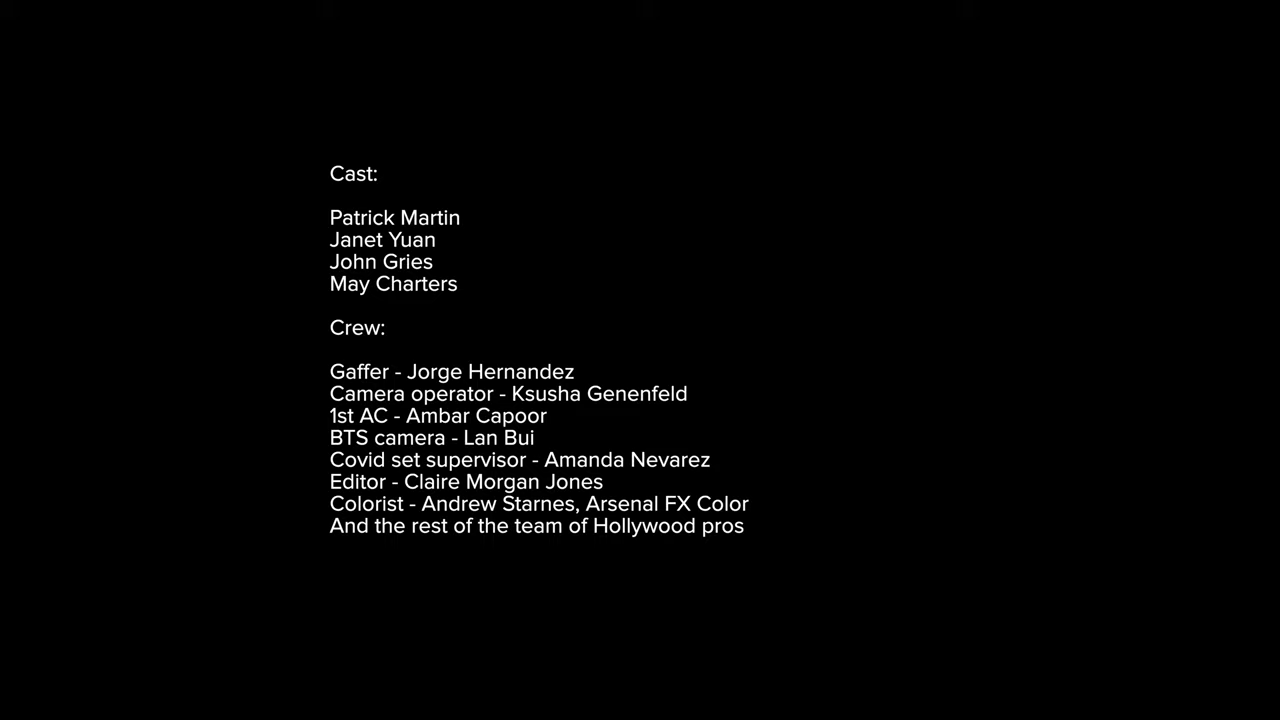 Cast:
Patrick Martin
Janet Yuan
John Gries
May Charters
Crew:
Gaffer - Jorge Hernandez
Camera operator - Ksusha Genenfeld
1st AC - Ambar Capoor
BTS camera - Lan Bui
Covid set supervisor - Amanda Nevarez
Editor - Claire Morgan Jones
Colorist - Andrew Starnes, Arsenal FX Color
And the rest of the team of Hollywood pros